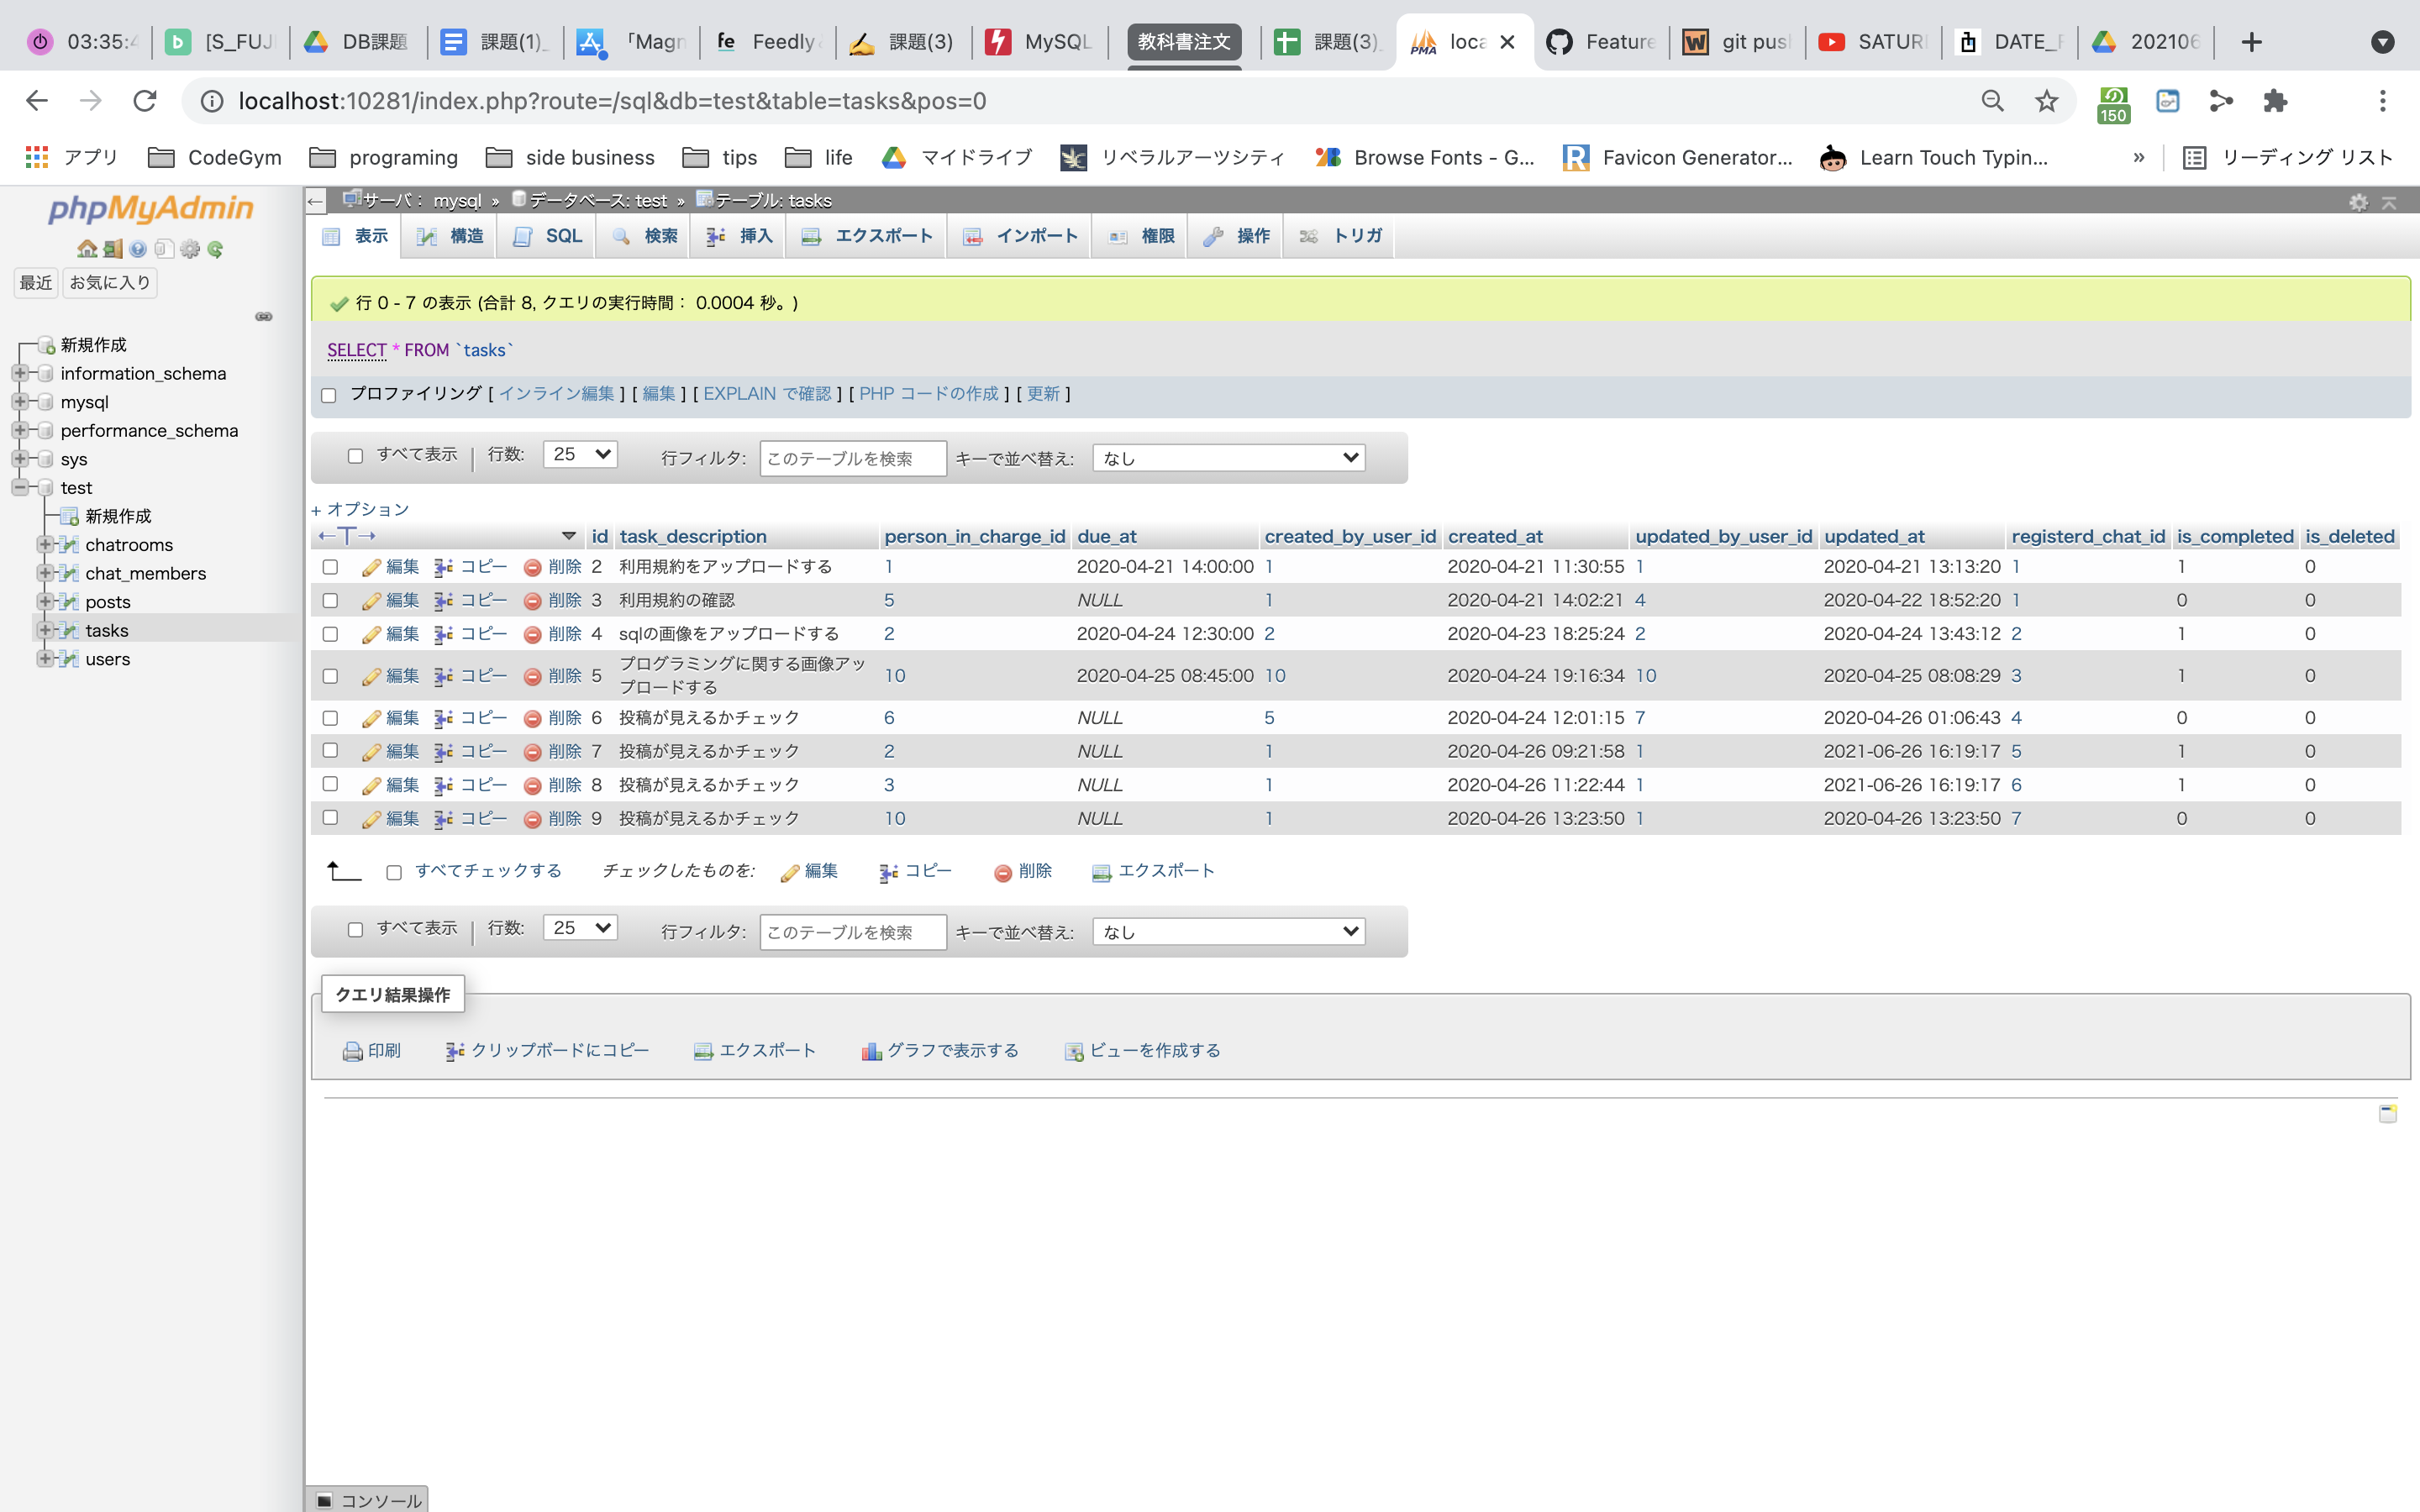 03:35:4 [S_FUJI DB課題 課題(1)_ 「Magn Feedly 課題(3) MySQL 教科書注文 課題(3)_ loca Feature git pus SATUR DATE_F 202106
localhost:10281/index.php?route=/sql&db=test&table=tasks&pos=0 150
アプリ CodeGym programing side business tips life マイドライブ リベラルアーツシティ Browse Fonts - G... Favicon Generator... Learn Touch Typin... » リーディング リスト
phpMyAdmin
最近 お気に入り
新規作成
information_schema
mysql
performance_schema
sys
test
新規作成
chatrooms
chat_members
posts
tasks
users
サーバ： mysql » データベース: test » テーブル: tasks
表示 構造 SQL 検索 挿入 エクスポート インポート 権限 操作 トリガ
行 0 - 7 の表示 (合計 8, クエリの実行時間： 0.0004 秒。)
SELECT * FROM `tasks`
プロファイリング [ インライン編集 ] [ 編集 ] [ EXPLAIN で確認 ] [ PHP コードの作成 ] [ 更新 ]
すべて表示 | 行数: 25 行フィルタ: このテーブルを検索 キーで並べ替え: なし
+ オプション
←T→ id task_description person_in_charge_id due_at created_by_user_id created_at updated_by_user_id updated_at registerd_chat_id is_completed is_deleted
編集 コピー 削除 2 利用規約をアップロードする 1 2020-04-21 14:00:00 1 2020-04-21 11:30:55 1 2020-04-21 13:13:20 1 1 0
編集 コピー 削除 3 利用規約の確認 5 NULL 1 2020-04-21 14:02:21 4 2020-04-22 18:52:20 1 0 0
編集 コピー 削除 4 sqlの画像をアップロードする 2 2020-04-24 12:30:00 2 2020-04-23 18:25:24 2 2020-04-24 13:43:12 2 1 0
編集 コピー 削除 5 プログラミングに関する画像アッ
プロードする 10 2020-04-25 08:45:00 10 2020-04-24 19:16:34 10 2020-04-25 08:08:29 3 1 0
編集 コピー 削除 6 投稿が見えるかチェック 6 NULL 5 2020-04-24 12:01:15 7 2020-04-26 01:06:43 4 0 0
編集 コピー 削除 7 投稿が見えるかチェック 2 NULL 1 2020-04-26 09:21:58 1 2021-06-26 16:19:17 5 1 0
編集 コピー 削除 8 投稿が見えるかチェック 3 NULL 1 2020-04-26 11:22:44 1 2021-06-26 16:19:17 6 1 0
編集 コピー 削除 9 投稿が見えるかチェック 10 NULL 1 2020-04-26 13:23:50 1 2020-04-26 13:23:50 7 0 0
すべてチェックする チェックしたものを: 編集 コピー 削除 エクスポート
すべて表示 | 行数: 25 行フィルタ: このテーブルを検索 キーで並べ替え: なし
クエリ結果操作
印刷 クリップボードにコピー エクスポート グラフで表示する ビューを作成する
コンソール